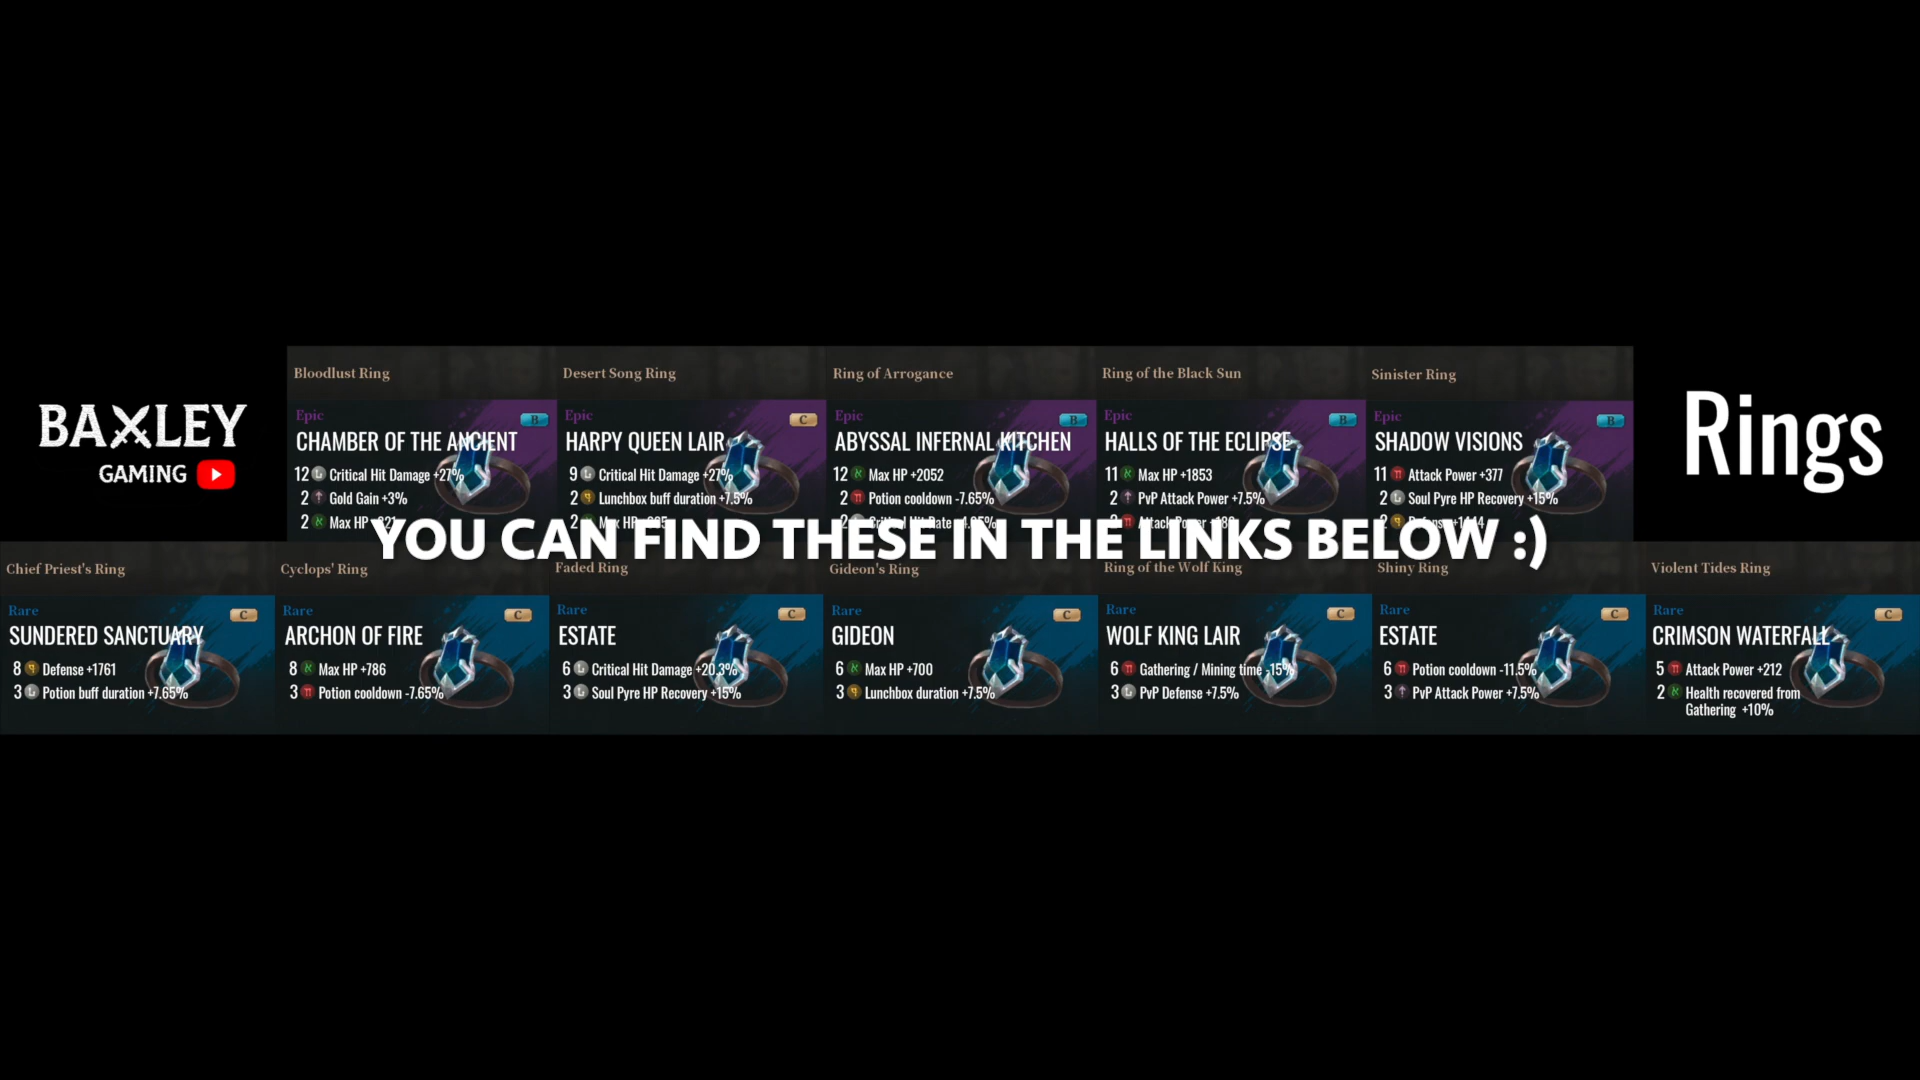 BAXLEY
GAMING
Rings
Bloodlust Ring
Epic
B
CHAMBER OF THE ANCIENT
12 Critical Hit Damage +27%
2 Gold Gain +3%
2 Max HP
Desert Song Ring
Epic
C
HARPY QUEEN LAIR
9 Critical Hit Damage +27%
2 Lunchbox buff duration +7.5%
2 Max HP
Ring of Arrogance
Epic
B
ABYSSAL INFERNAL KITCHEN
12 Max HP +2052
2 Potion cooldown -7.65%
Critical Hit Rate
Ring of the Black Sun
Epic
B
HALLS OF THE ECLIPSE
11 Max HP +1853
2 PvP Attack Power +7.5%
Attack Power
Sinister Ring
Epic
B
SHADOW VISIONS
11 Attack Power +377
2 Soul Pyre HP Recovery +15%
Defense
YOU CAN FIND THESE IN THE LINKS BELOW :)
Chief Priest's Ring
Rare
C
SUNDERED SANCTUARY
8 Defense +1761
3 Potion buff duration +7.65%
Cyclops' Ring
Rare
C
ARCHON OF FIRE
8 Max HP +786
3 Potion cooldown -7.65%
Faded Ring
Rare
C
ESTATE
6 Critical Hit Damage +20.3%
3 Soul Pyre HP Recovery +15%
Gideon's Ring
Rare
C
GIDEON
6 Max HP +700
3 Lunchbox duration +7.5%
Ring of the Wolf King
Rare
C
WOLF KING LAIR
6 Gathering / Mining time -15%
3 PvP Defense +7.5%
Shiny Ring
Rare
C
ESTATE
6 Potion cooldown -11.5%
3 PvP Attack Power +7.5%
Violent Tides Ring
Rare
C
CRIMSON WATERFALL
5 Attack Power +212
2 Health recovered from
Gathering +10%